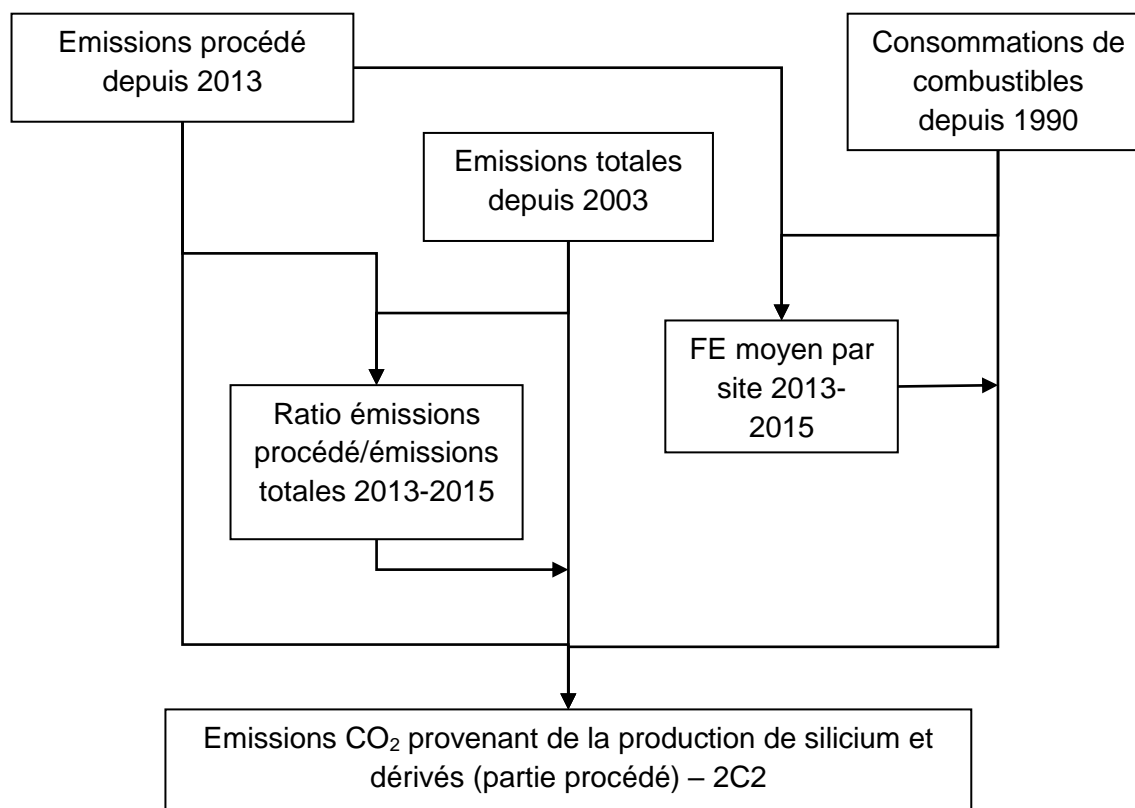 Emissions procédé
depuis 2013
Consommations de
combustibles
depuis 1990
Emissions totales
depuis 2003
FE moyen par
site 2013-
2015
Ratio émissions
procédé/émissions
totales 2013-2015
Emissions CO₂ provenant de la production de silicium et
dérivés (partie procédé) – 2C2